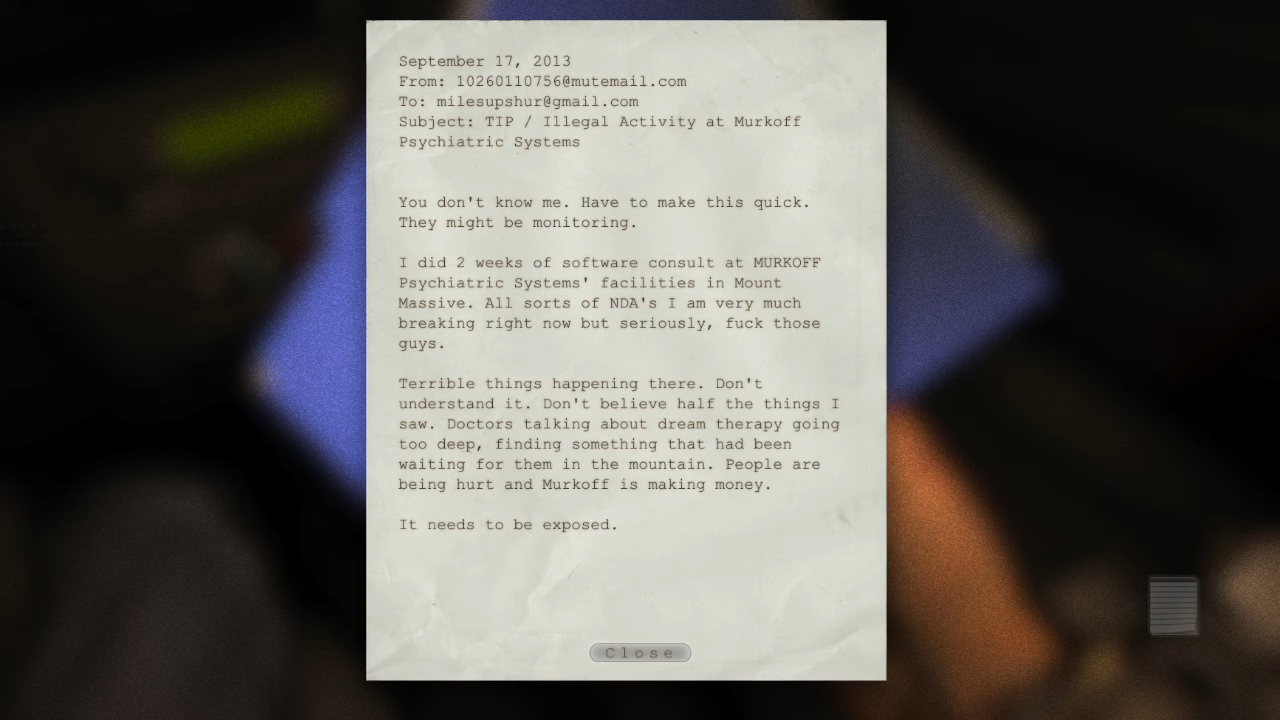 September 17, 2013
From: 10260110756@mutemail.com
To: milesupshur@gmail.com
Subject: TIP / Illegal Activity at Murkoff
Psychiatric Systems
You don't know me. Have to make this quick.
They might be monitoring.
I did 2 weeks of software consult at MURKOFF
Psychiatric Systems' facilities in Mount
Massive. All sorts of NDA's I am very much
breaking right now but seriously, fuck those
guys.
Terrible things happening there. Don't
understand it. Don't believe half the things I
saw. Doctors talking about dream therapy going
too deep, finding something that had been
waiting for them in the mountain. People are
being hurt and Murkoff is making money.
It needs to be exposed.
Close